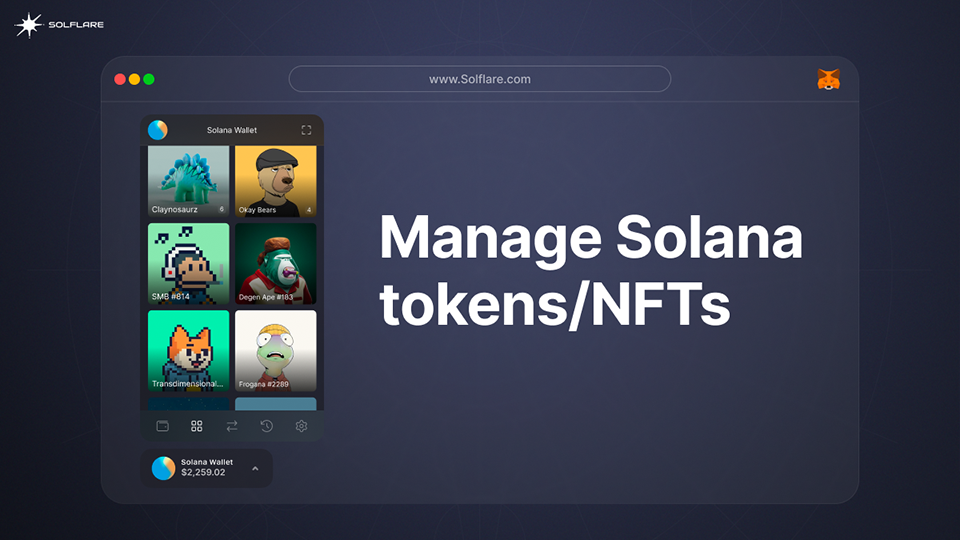 SOLFLARE
www.Solflare.com
Solana Wallet
Claynosaurz 6
Okay Bears 4
SMB #814
Degen Ape #183
Transdimensional...
Frogana #2289
Solana Wallet
$2,259.02
Manage Solana
tokens/NFTs